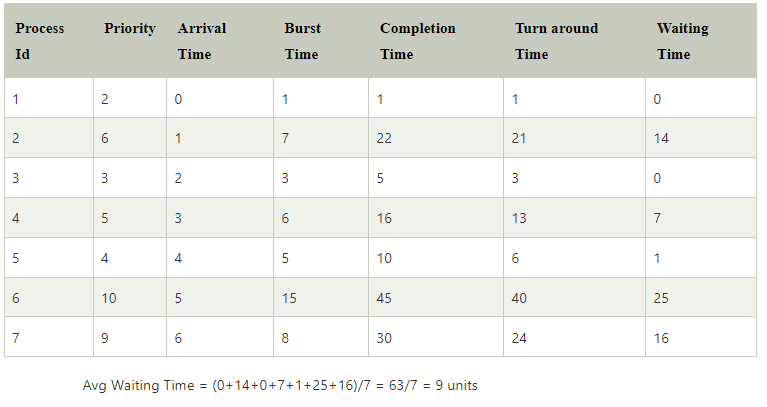 Process Id Priority Arrival Time Burst Time Completion Time Turn around Time Waiting Time
1 2 0 1 1 1 0
2 6 1 7 22 21 14
3 3 2 3 5 3 0
4 5 3 6 16 13 7
5 4 4 5 10 6 1
6 10 5 15 45 40 25
7 9 6 8 30 24 16
Avg Waiting Time = (0+14+0+7+1+25+16)/7 = 63/7 = 9 units